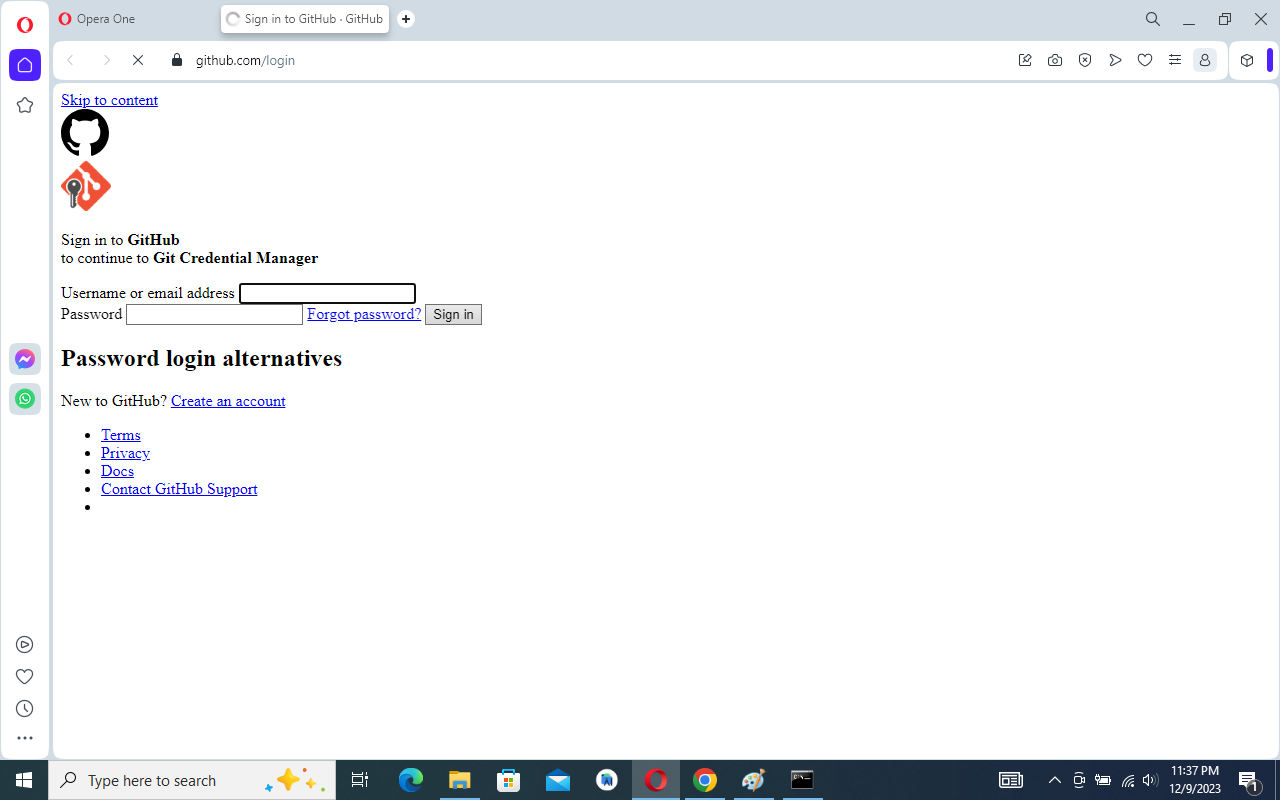 Opera One
Sign in to GitHub · GitHub
github.com/login
Skip to content
Sign in to GitHub
to continue to Git Credential Manager
Username or email address
Password Forgot password? Sign in
Password login alternatives
New to GitHub? Create an account
Terms
Privacy
Docs
Contact GitHub Support
Type here to search
11:37 PM
12/9/2023
1